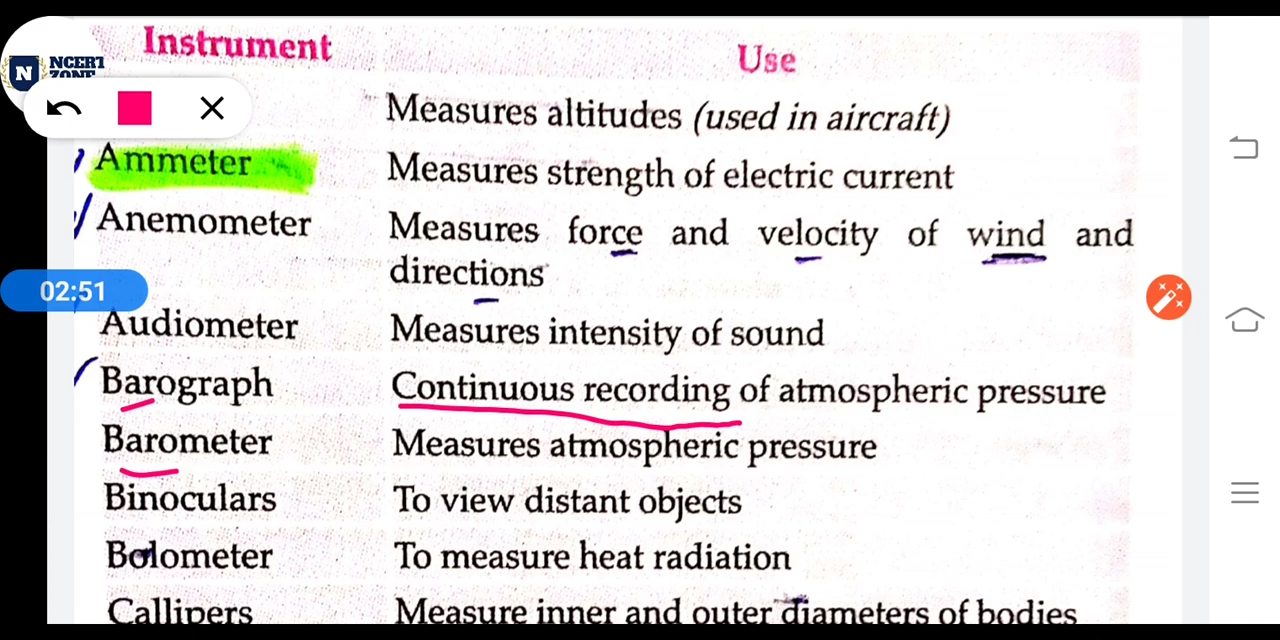 Instrument
Use
NCERT
N
ZONE
Measures altitudes (used in aircraft)
Ammeter
Measures strength of electric current
Anemometer
Measures force and velocity of wind and
directions
02:51
Audiometer
Measures intensity of sound
Barograph
Continuous recording of atmospheric pressure
Barometer
Measures atmospheric pressure
Binoculars
To view distant objects
Bolometer
To measure heat radiation
Callipers
Measure inner and outer diameters of bodies